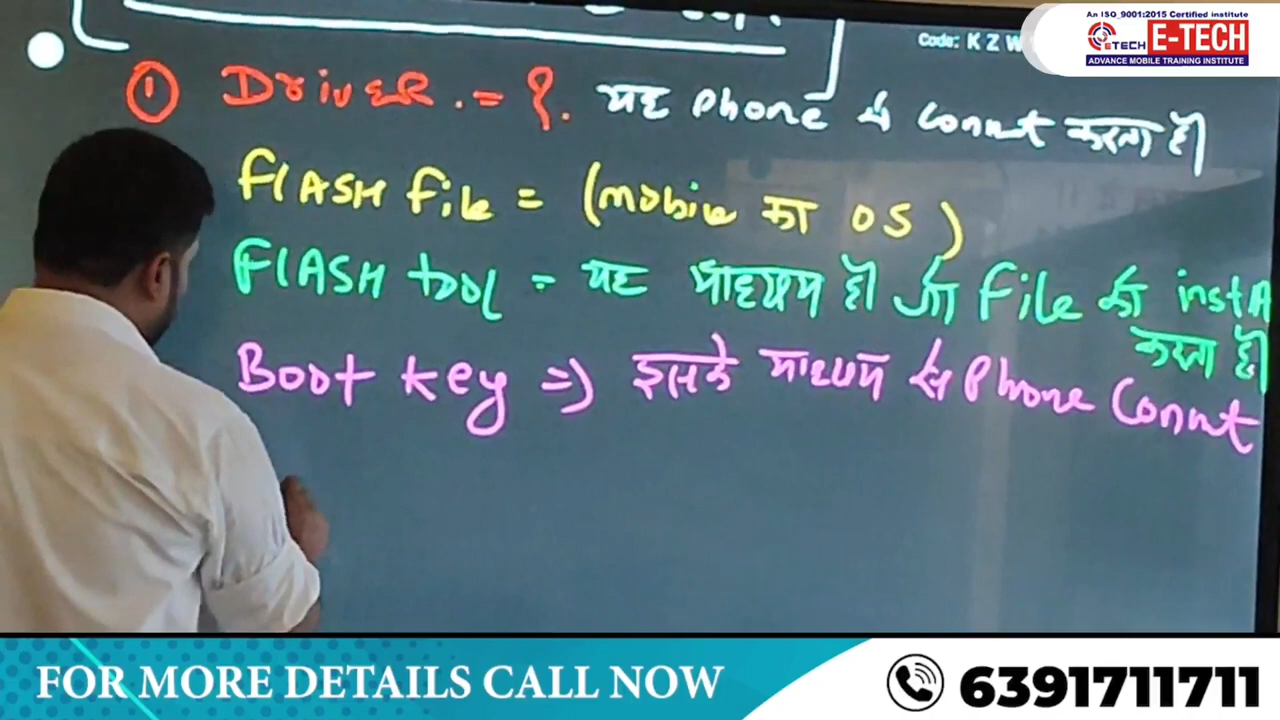 An ISO_9001:2015 Certified institute
ETECH E-TECH
ADVANCE MOBILE TRAINING INSTITUTE
Code: K Z W
① Driver .= ?. यह Phone से Connt करता है।
FlASH file = (mobile का OS)
FlASH tool = यह माध्यम है। जो File को instA
करता है।
Boot key => इसके माध्यम से Phone Connt
FOR MORE DETAILS CALL NOW
6391711711